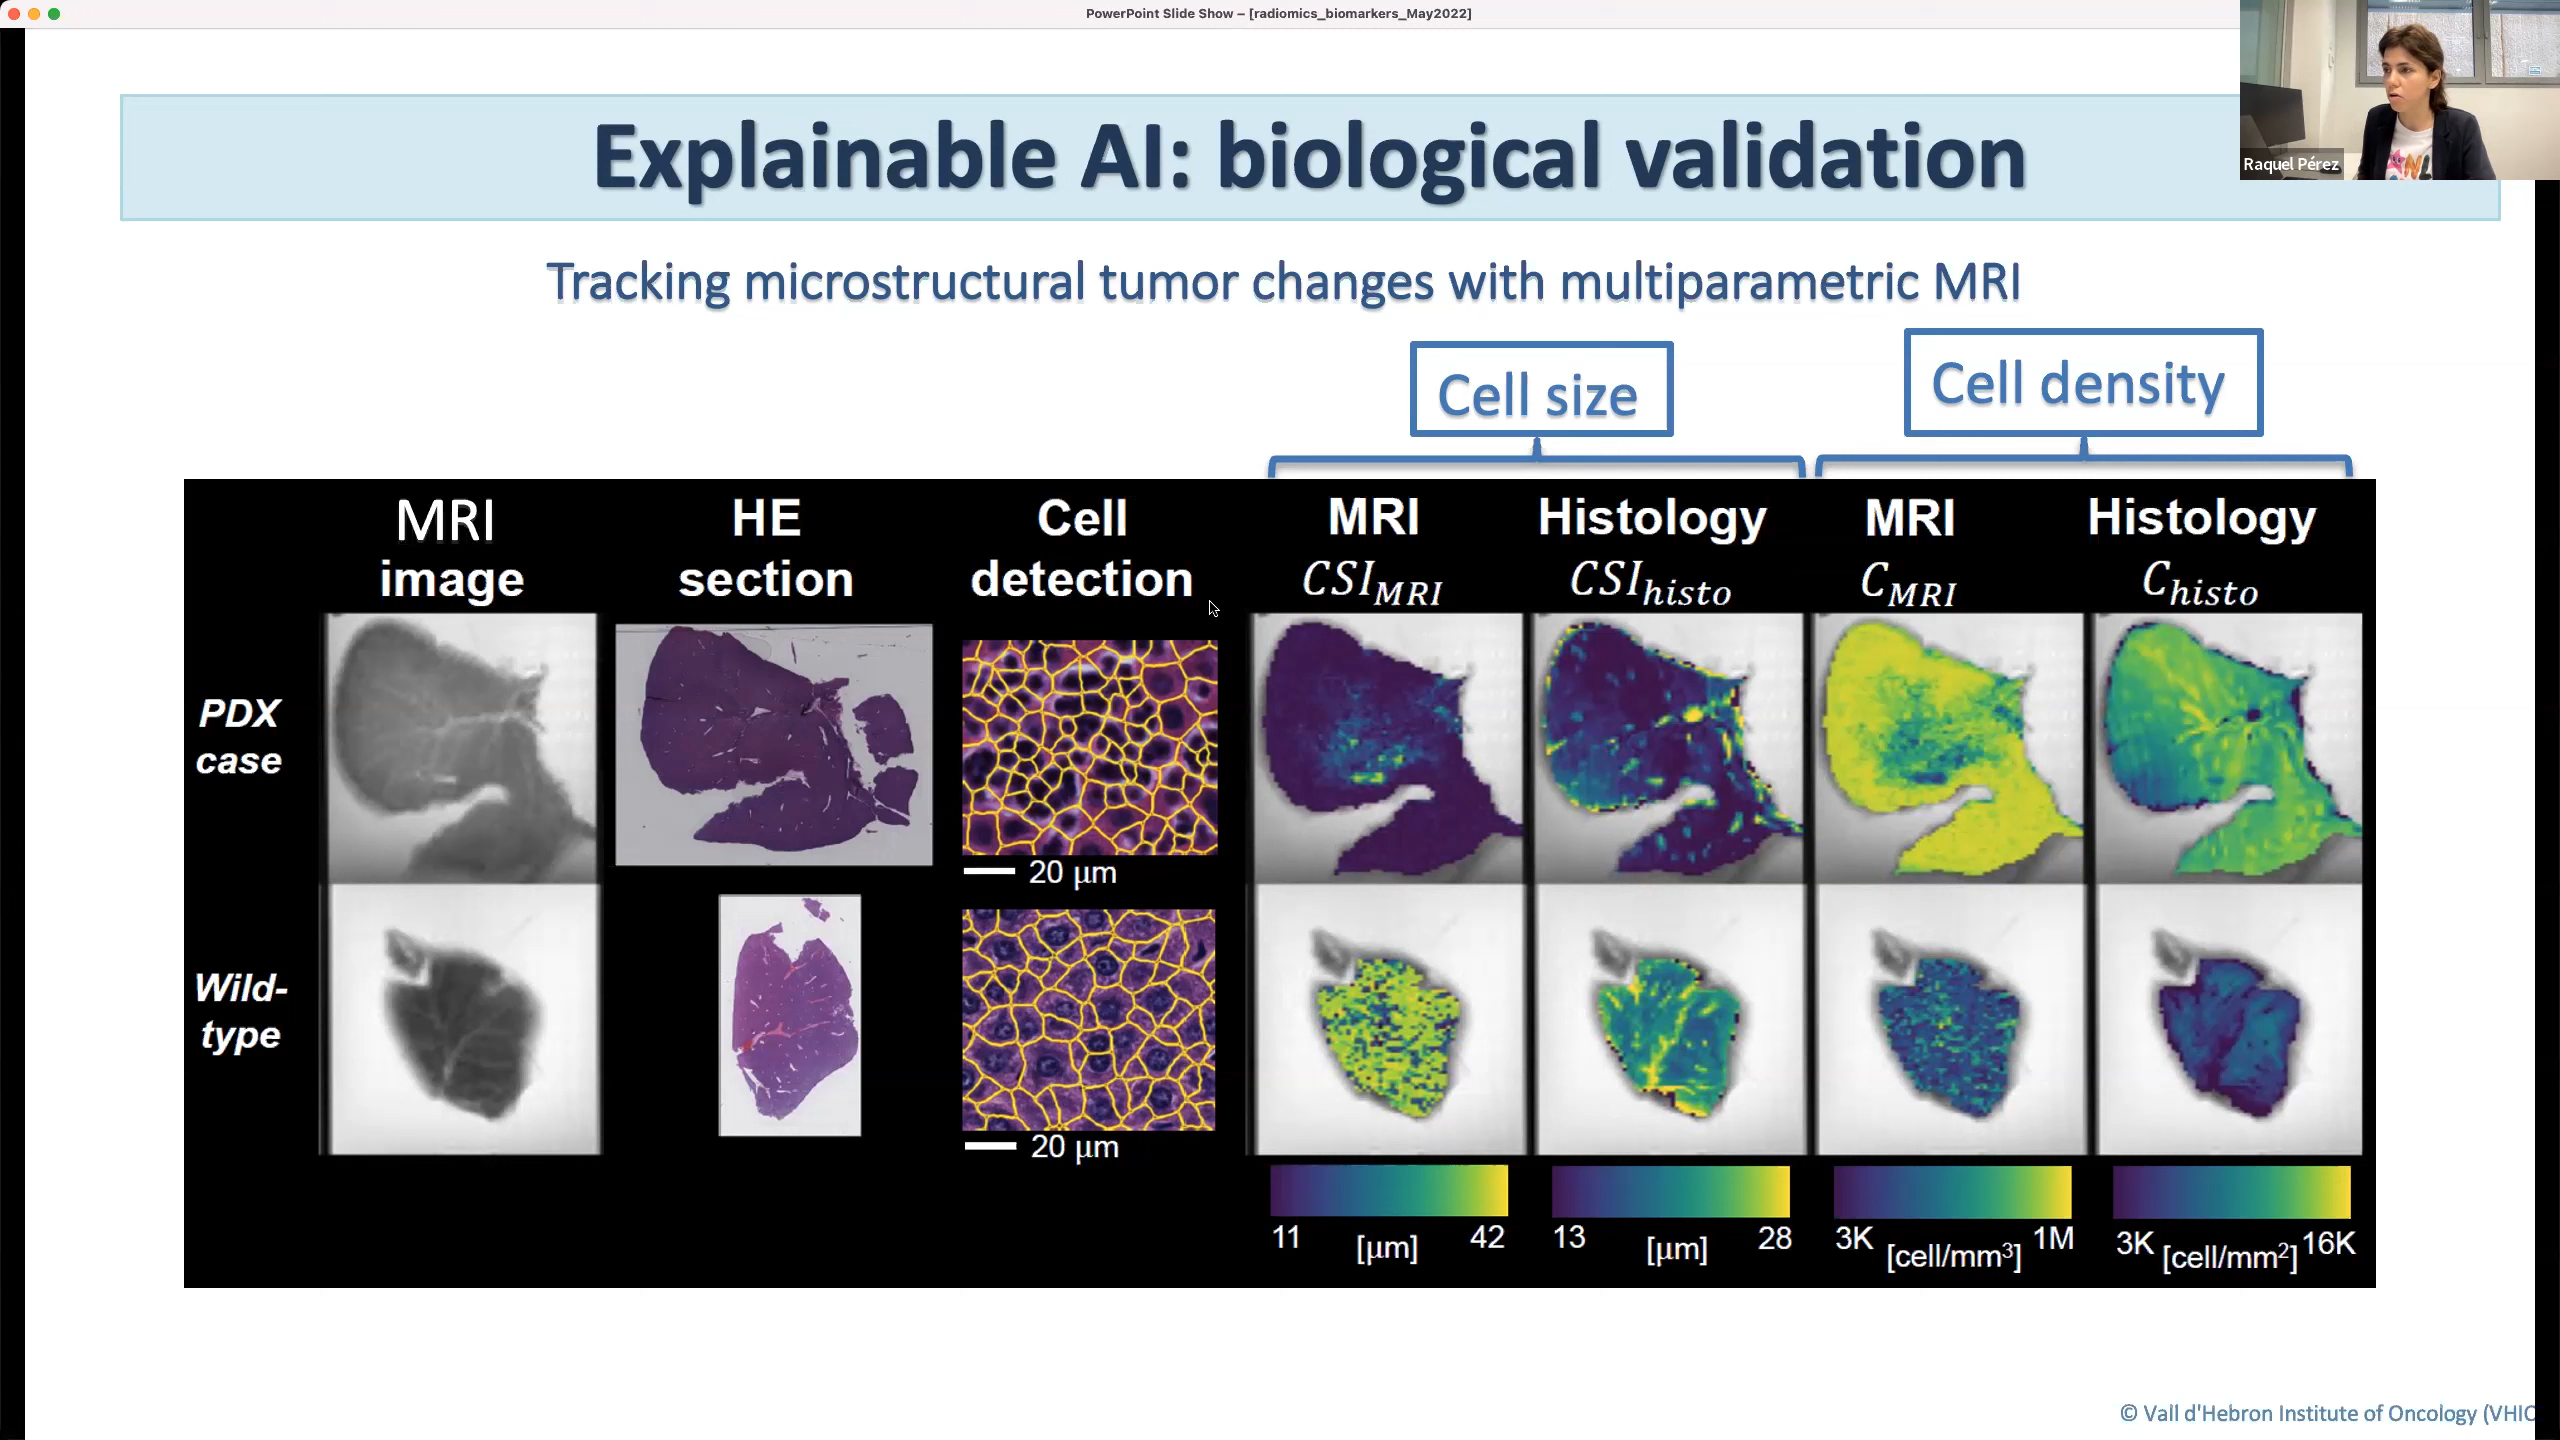 PowerPoint Slide Show – [radiomics_biomarkers_May2022]
Raquel Pérez
Explainable AI: biological validation
Tracking microstructural tumor changes with multiparametric MRI
Cell size
Cell density
MRI image
HE section
Cell detection
MRI CSI_MRI
Histology CSI_histo
MRI C_MRI
Histology C_histo
PDX case
20 µm
Wild-type
20 µm
11 [µm] 42
13 [µm] 28
3K [cell/mm³] 1M
3K [cell/mm²] 16K
© Vall d'Hebron Institute of Oncology (VHIO